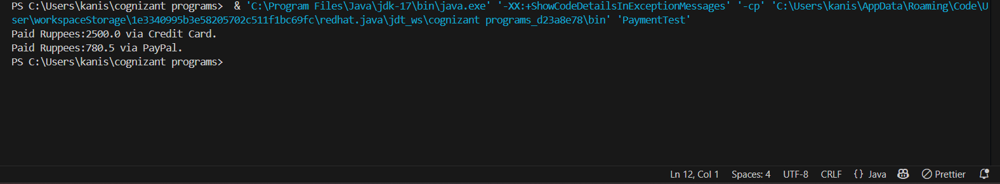 PS C:\Users\kanis\cognizant programs>  & 'C:\Program Files\Java\jdk-17\bin\java.exe' '-XX:+ShowCodeDetailsInExceptionMessages' '-cp' 'C:\Users\kanis\AppData\Roaming\Code\U
ser\workspaceStorage\1e3340995b3e58205702c511f1bc69fc\redhat.java\jdt_ws\cognizant programs_d23a8e78\bin' 'PaymentTest'
Paid Ruppees:2500.0 via Credit Card.
Paid Ruppees:780.5 via PayPal.
PS C:\Users\kanis\cognizant programs>
Ln 12, Col 1 Spaces: 4 UTF-8 CRLF {} Java Prettier